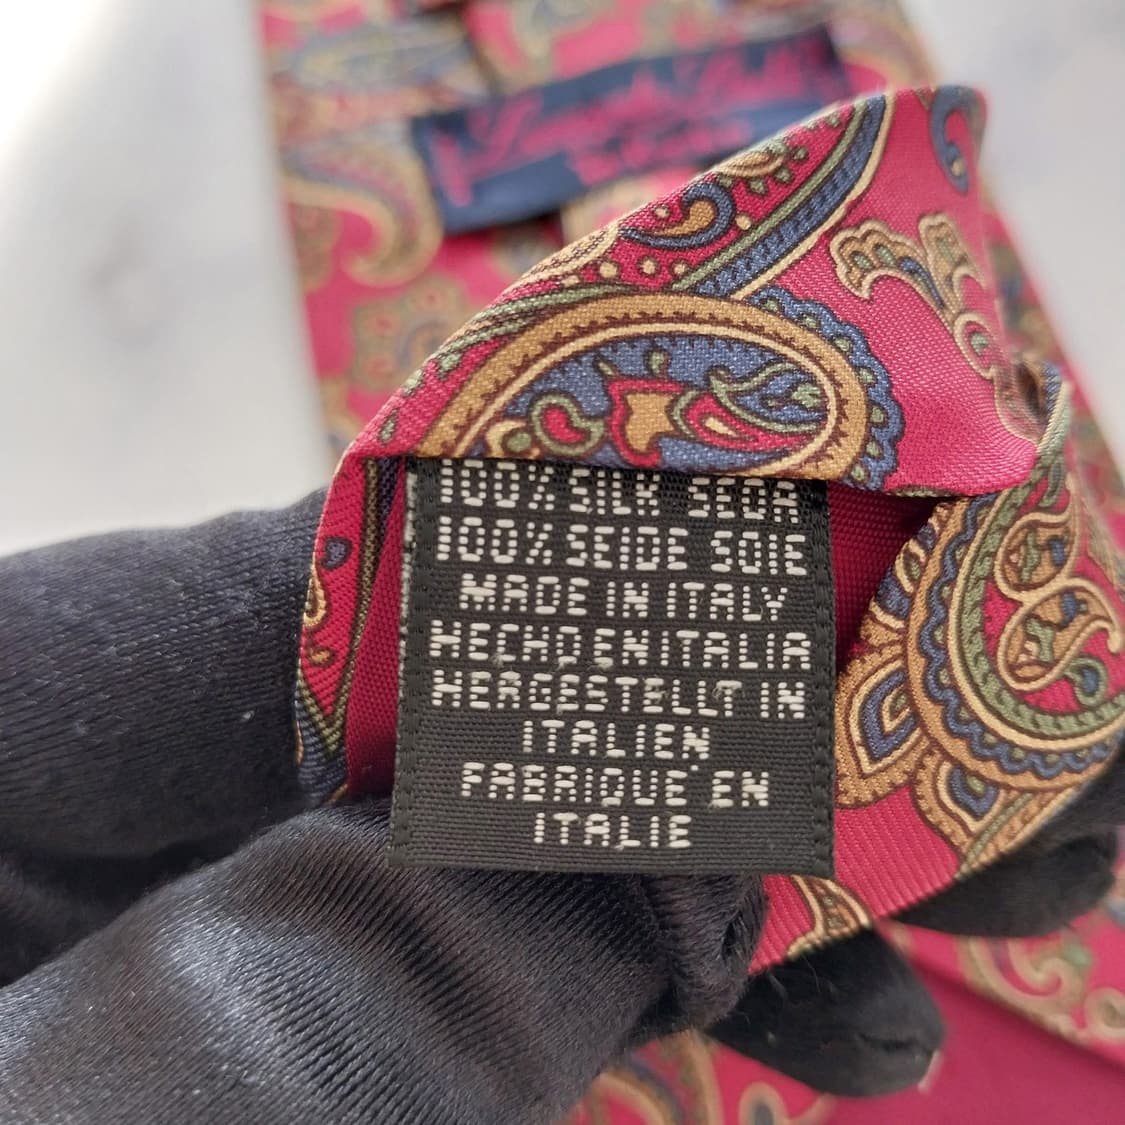 100% SILK SEDA
100% SEIDE SOIE
MADE IN ITALY
HECHO EN ITALIA
HERGESTELLT IN
ITALIEN
FABRIQUE' EN
ITALIE